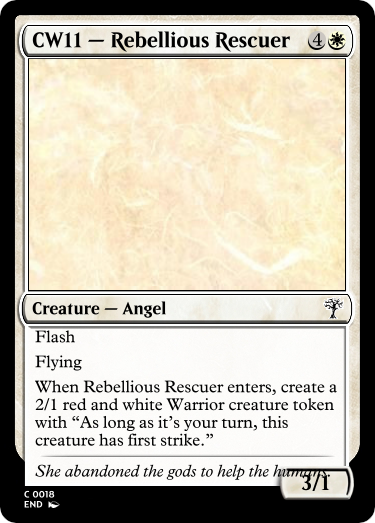 CW11 — Rebellious Rescuer 4
Creature — Angel
Flash
Flying
When Rebellious Rescuer enters, create a
2/1 red and white Warrior creature token
with “As long as it’s your turn, this
creature has first strike.”
She abandoned the gods to help the humans.
3/1
C 0018
END